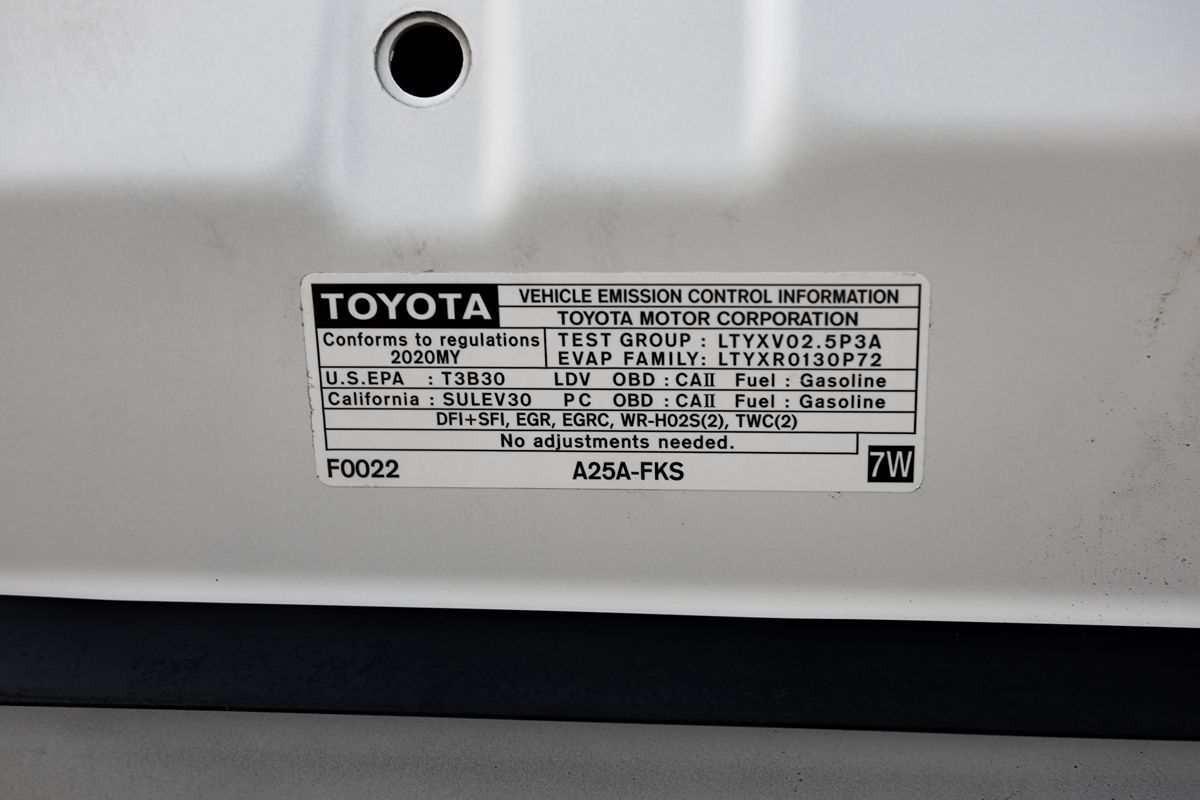 TOYOTA VEHICLE EMISSION CONTROL INFORMATION
TOYOTA MOTOR CORPORATION
Conforms to regulations
2020MY
TEST GROUP : LTYXV02.5P3A
EVAP FAMILY: LTYXR0130P72
U.S.EPA : T3B30 LDV OBD : CAII Fuel : Gasoline
California : SULEV30 PC OBD : CAII Fuel : Gasoline
DFI+SFI, EGR, EGRC, WR-HO2S(2), TWC(2)
No adjustments needed.
F0022 A25A-FKS 7W